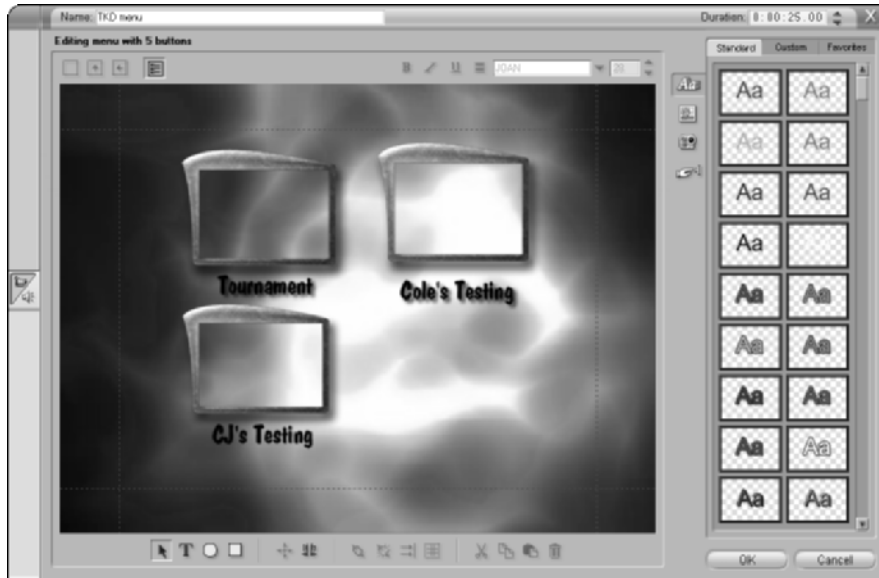 Name: TKD menu
Duration: 0:00:25.00
X
Editing menu with 5 buttons
Standard Custom Favorites
B U JOAN 28
Aa Aa
Aa Aa
Aa Aa
Aa
Aa Aa
Aa Aa
Aa Aa
Aa Aa
Aa Aa
Tournament
Cole's Testing
CJ's Testing
T
OK Cancel